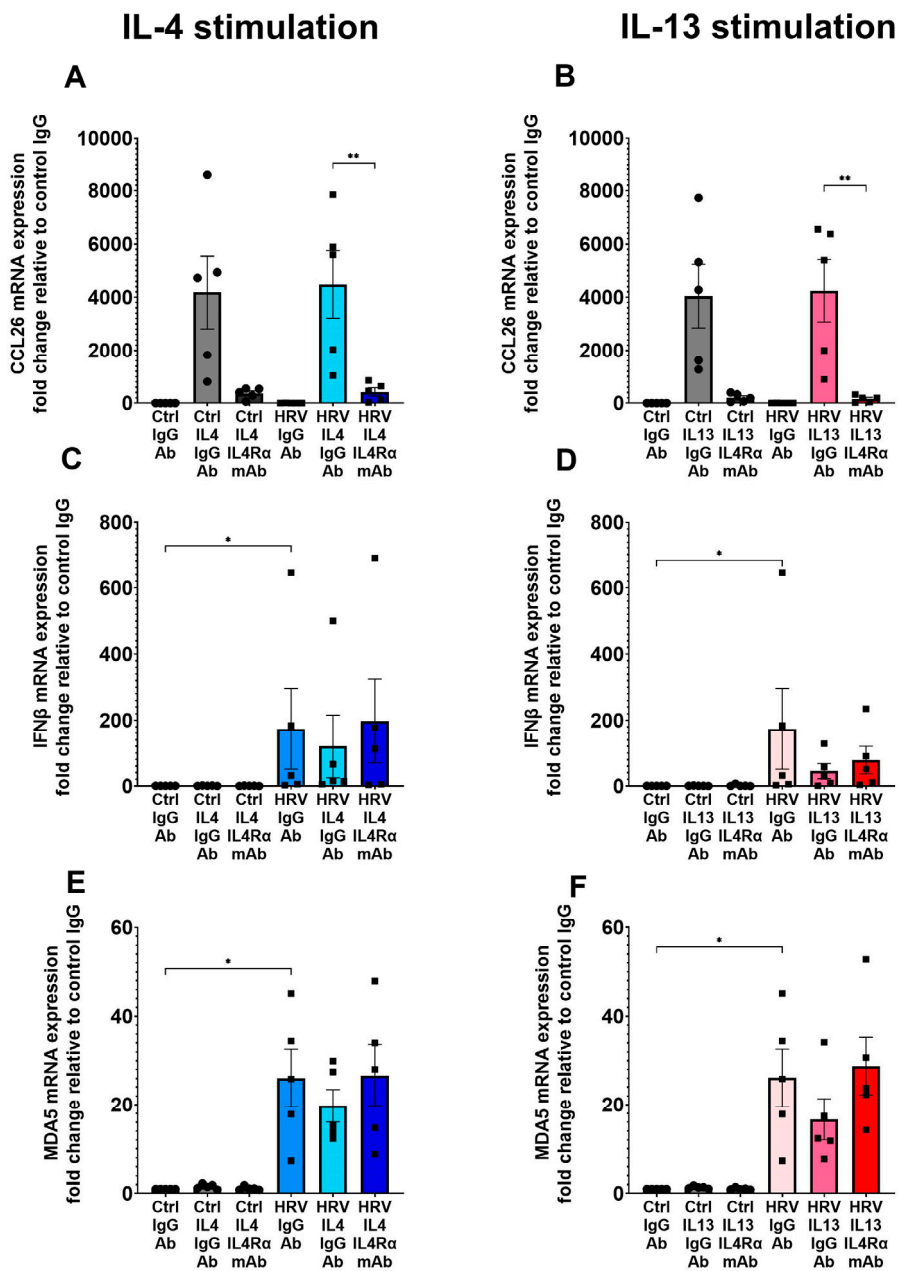 IL-4 stimulation
IL-13 stimulation
A
CCL26 mRNA expression
fold change relative to control IgG
10000
8000
6000
4000
2000
0
**
Ctrl Ctrl Ctrl HRV HRV HRV
IgG IL4 IL4 IgG IL4 IL4
Ab IgG IL4Rα Ab IgG IL4Rα
Ab mAb Ab mAb
B
CCL26 mRNA expression
fold change relative to control IgG
10000
8000
6000
4000
2000
0
**
Ctrl Ctrl Ctrl HRV HRV HRV
IgG IL13 IL13 IgG IL13 IL13
Ab IgG IL4Rα Ab IgG IL4Rα
Ab mAb Ab mAb
C
IFNβ mRNA expression
fold change relative to control IgG
800
600
400
200
0
*
Ctrl Ctrl Ctrl HRV HRV HRV
IgG IL4 IL4 IgG IL4 IL4
Ab IgG IL4Rα Ab IgG IL4Rα
Ab mAb Ab mAb
D
IFNβ mRNA expression
fold change relative to control IgG
800
600
400
200
0
*
Ctrl Ctrl Ctrl HRV HRV HRV
IgG IL13 IL13 IgG IL13 IL13
Ab IgG IL4Rα Ab IgG IL4Rα
Ab mAb Ab mAb
E
MDA5 mRNA expression
fold change relative to control IgG
60
40
20
0
*
Ctrl Ctrl Ctrl HRV HRV HRV
IgG IL4 IL4 IgG IL4 IL4
Ab IgG IL4Rα Ab IgG IL4Rα
Ab mAb Ab mAb
F
MDA5 mRNA expression
fold change relative to control IgG
60
40
20
0
*
Ctrl Ctrl Ctrl HRV HRV HRV
IgG IL13 IL13 IgG IL13 IL13
Ab IgG IL4Rα Ab IgG IL4Rα
Ab mAb Ab mAb